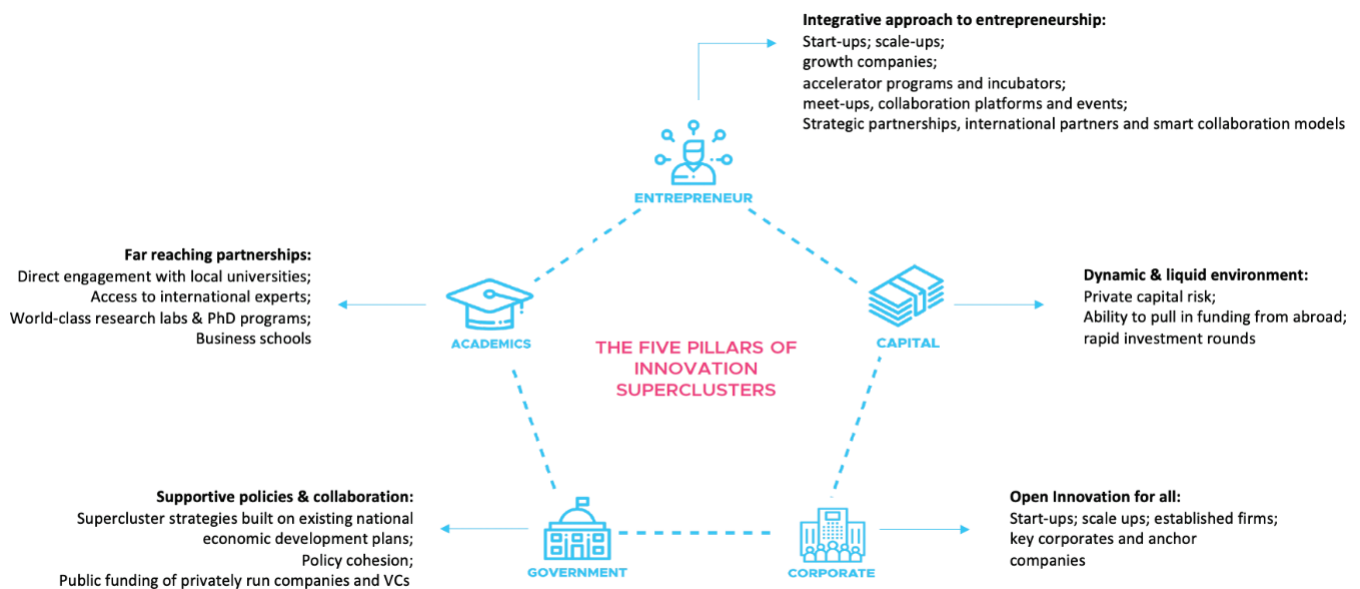 Integrative approach to entrepreneurship:
Start-ups; scale-ups;
growth companies;
accelerator programs and incubators;
meet-ups, collaboration platforms and events;
Strategic partnerships, international partners and smart collaboration models
ENTREPRENEUR
Far reaching partnerships:
Direct engagement with local universities;
Access to international experts;
World-class research labs & PhD programs;
Business schools
ACADEMICS
THE FIVE PILLARS OF
INNOVATION
SUPERCLUSTERS
CAPITAL
Dynamic & liquid environment:
Private capital risk;
Ability to pull in funding from abroad;
rapid investment rounds
Supportive policies & collaboration:
Supercluster strategies built on existing national
economic development plans;
Policy cohesion;
Public funding of privately run companies and VCs
GOVERNMENT
CORPORATE
Open Innovation for all:
Start-ups; scale ups; established firms;
key corporates and anchor
companies